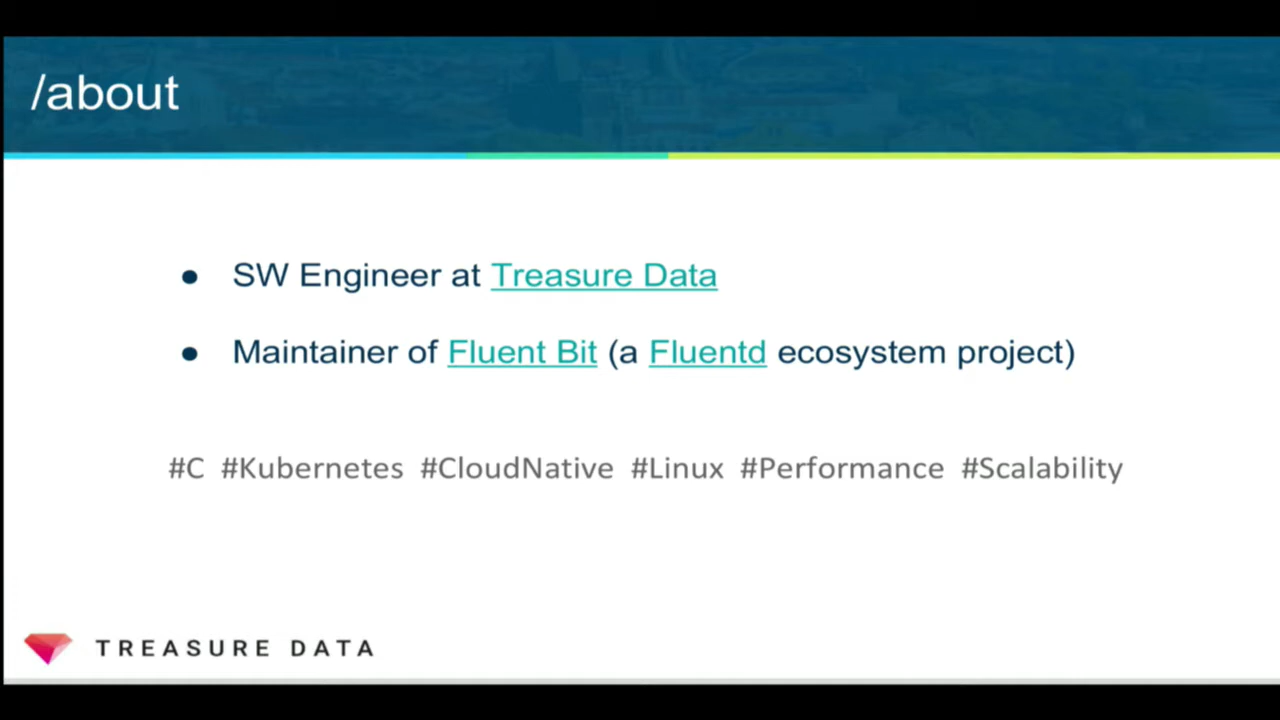 /about
● SW Engineer at Treasure Data
● Maintainer of Fluent Bit (a Fluentd ecosystem project)
#C #Kubernetes #CloudNative #Linux #Performance #Scalability
TREASURE DATA